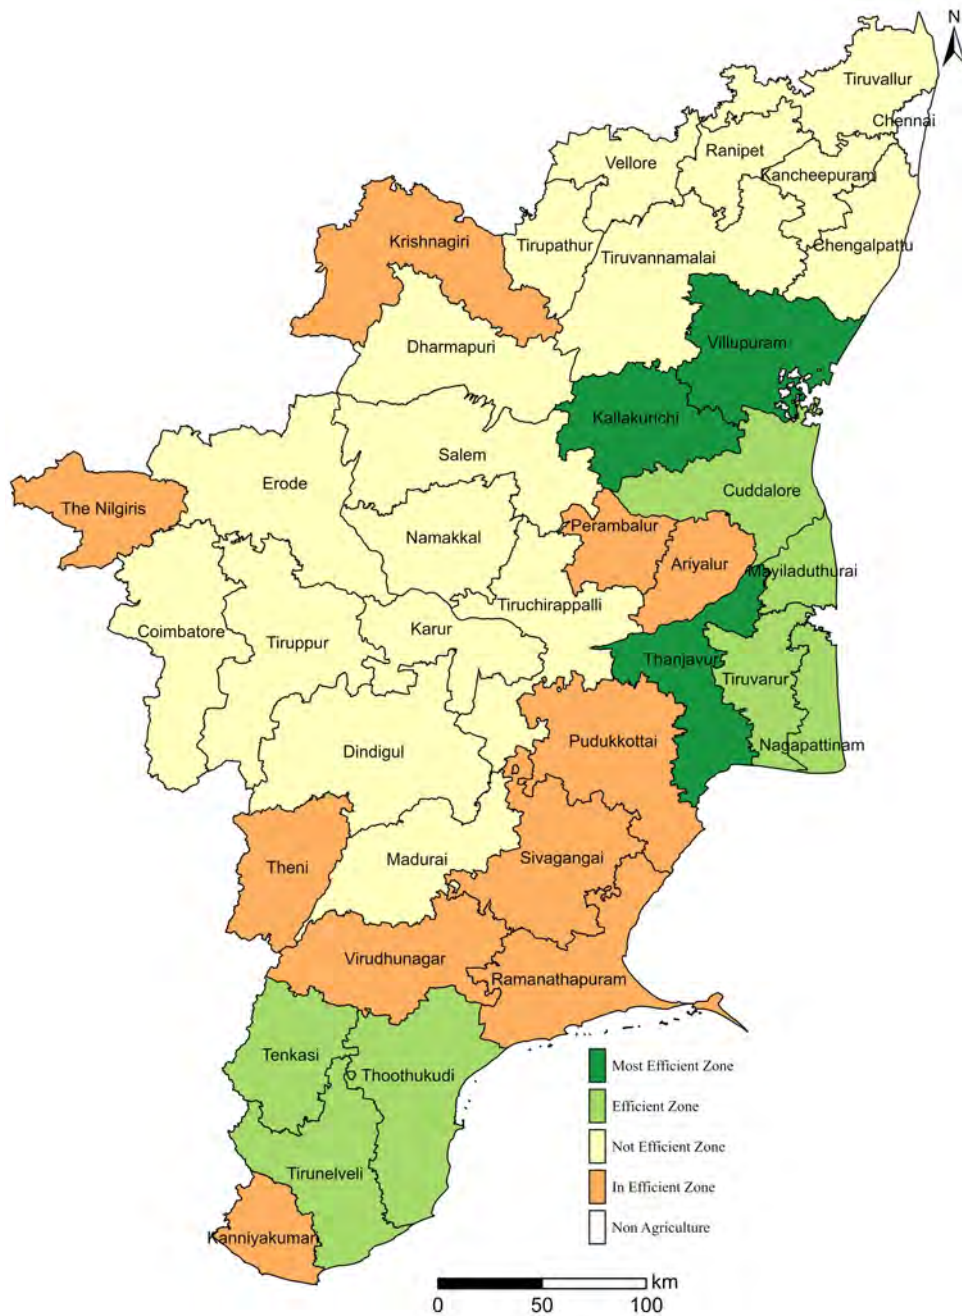 N
Tiruvallur
Chennai
Vellore
Ranipet
Kancheepuram
Krishnagiri
Tirupathur
Tiruvannamalai
Chengalpattu
Dharmapuri
Villupuram
Kallakurichi
Salem
Erode
Cuddalore
The Nilgiris
Perambalur
Namakkal
Ariyalur
Mayiladuthurai
Tiruchirappalli
Coimbatore
Karur
Tiruppur
Thanjavur
Tiruvarur
Pudukkottai
Nagapattinam
Dindigul
Madurai
Sivagangai
Theni
Virudhunagar
Ramanathapuram
Tenkasi
Thoothukudi
Tirunelveli
Kanniyakumari
Most Efficient Zone
Efficient Zone
Not Efficient Zone
In Efficient Zone
Non Agriculture
km
0 50 100